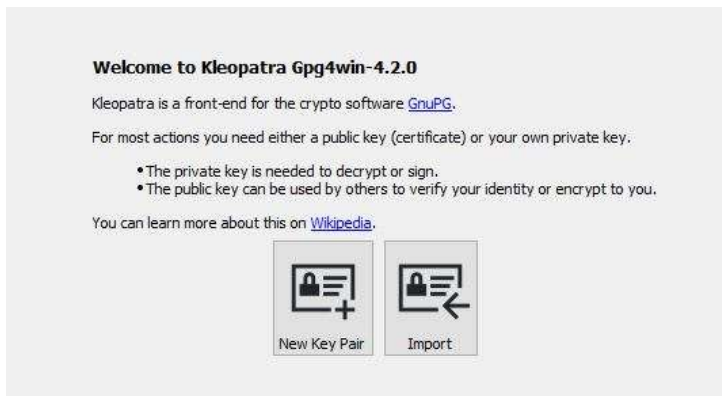 Welcome to Kleopatra Gpg4win-4.2.0
Kleopatra is a front-end for the crypto software GnuPG.
For most actions you need either a public key (certificate) or your own private key.
• The private key is needed to decrypt or sign.
• The public key can be used by others to verify your identity or encrypt to you.
You can learn more about this on Wikipedia.
New Key Pair
Import